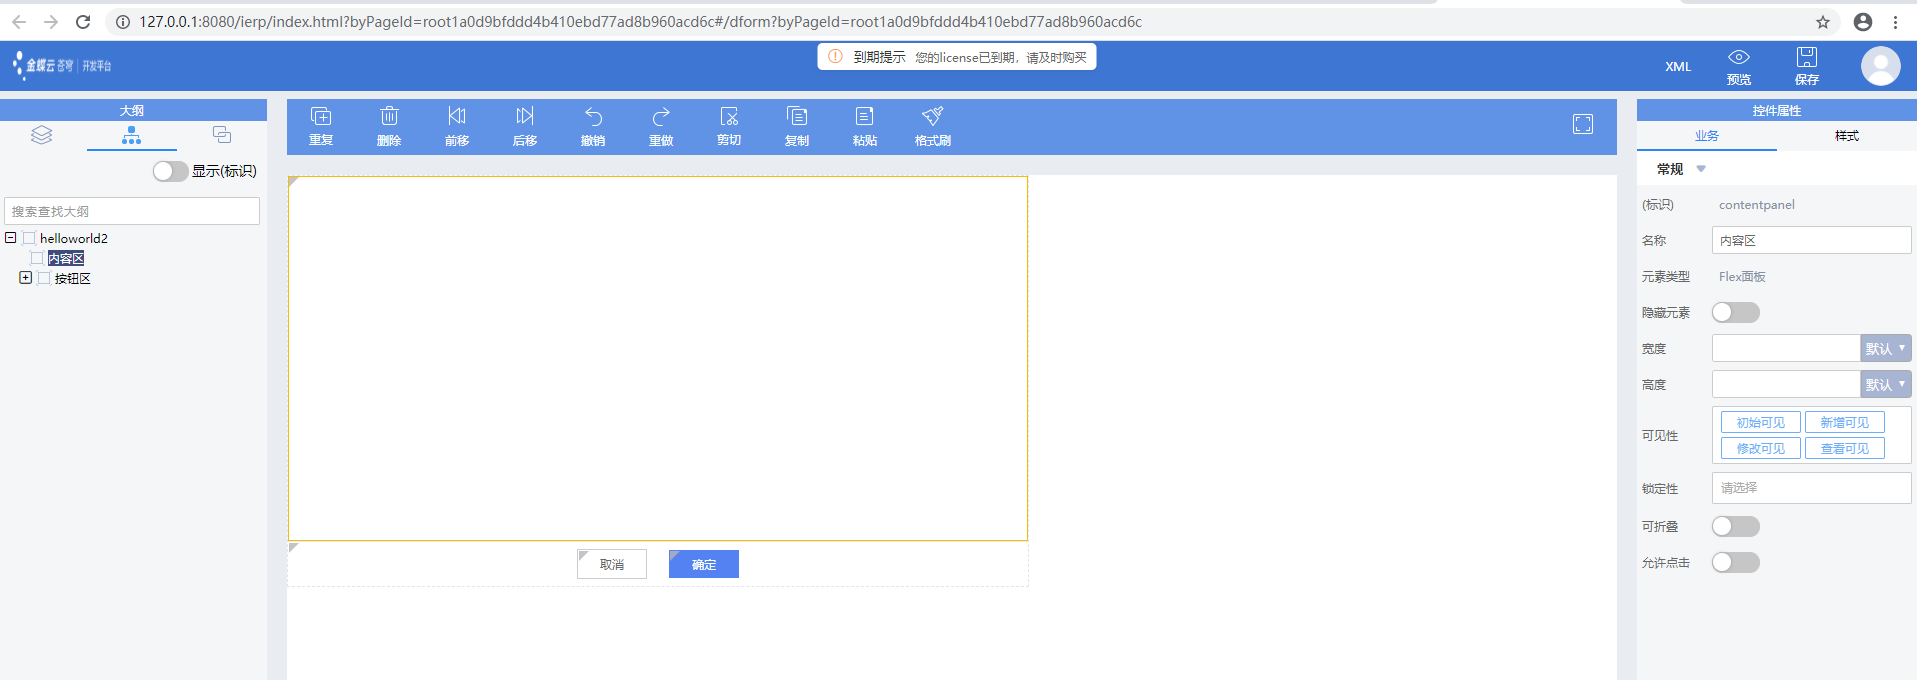 127.0.0.1:8080/ierp/index.html?byPageId=root1a0d9bfddd4b410ebd77ad8b960acd6c#/dform?byPageId=root1a0d9bfddd4b410ebd77ad8b960acd6c
金蝶云 苍穹 | 开发平台
到期提示 您的license已到期，请及时购买
XML 预览 保存
大纲
重复 删除 前移 后移 撤销 重做 剪切 复制 粘贴 格式刷
控件属性
业务 样式
显示(标识)
常规
搜索查找大纲
(标识) contentpanel
helloworld2
名称 内容区
内容区
元素类型 Flex面板
按钮区
隐藏元素
宽度 默认
高度 默认
可见性 初始可见 新增可见
修改可见 查看可见
锁定性 请选择
可折叠
取消 确定
允许点击